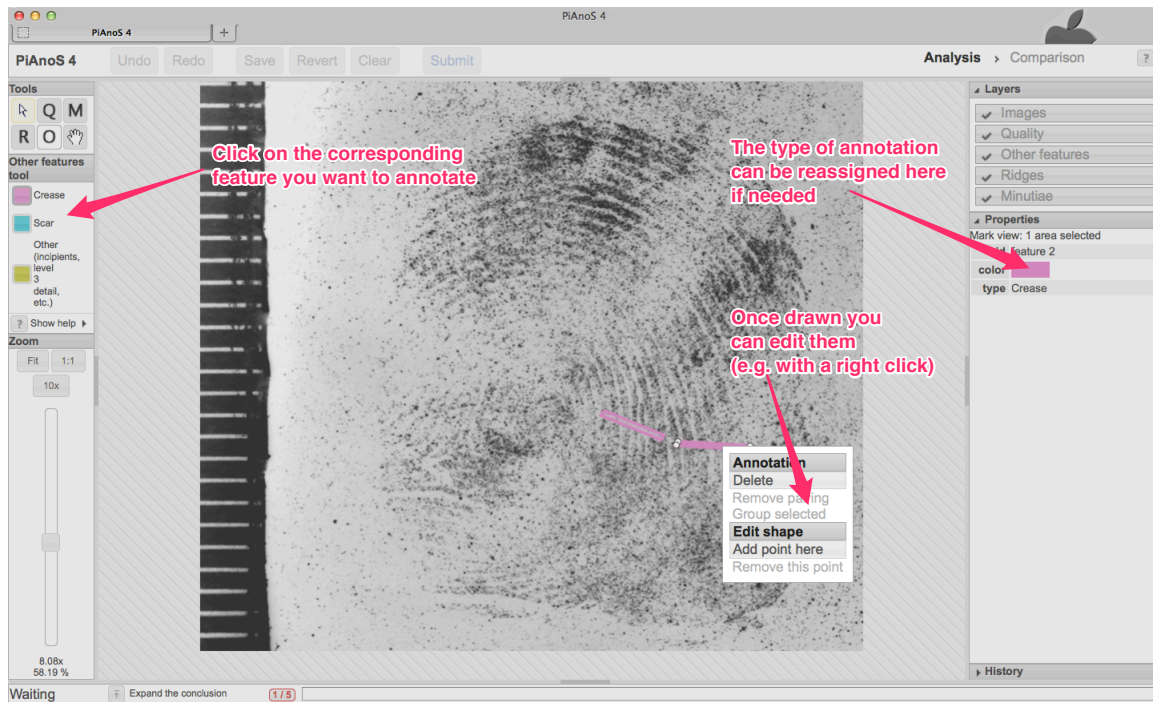 PiAnoS 4
PiAnoS 4
+
PiAnoS 4
Undo
Redo
Save
Revert
Clear
Submit
Analysis
Comparison
?
Tools
Q
M
R
O
Other features
tool
Crease
Scar
Other
(incipients,
level
3
detail,
etc.)
?
Show help
Zoom
Fit
1:1
10x
8.08x
58.19 %
Click on the corresponding
feature you want to annotate
The type of annotation
can be reassigned here
if needed
Once drawn you
can edit them
(e.g. with a right click)
Annotation
Delete
Remove pairing
Group selected
Edit shape
Add point here
Remove this point
Layers
Images
Quality
Other features
Ridges
Minutiae
Properties
Mark view: 1 area selected
feature 2
color
type Crease
History
Waiting
Expand the conclusion
1 / 5